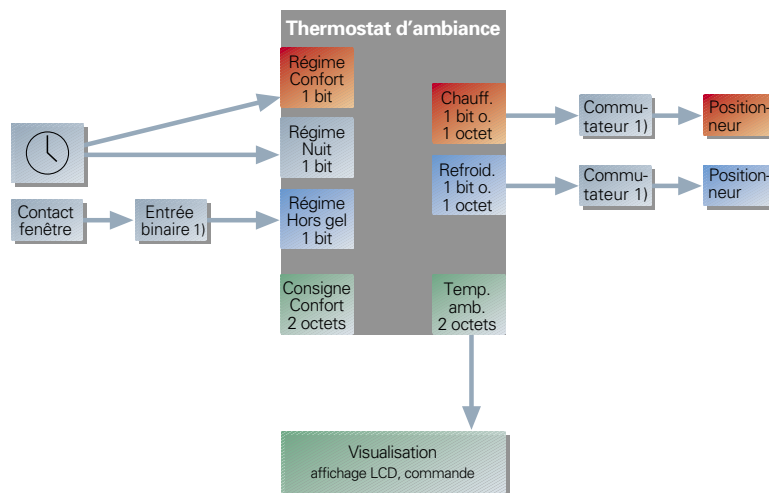 Thermostat d'ambiance
Régime
Confort
1 bit
Régime
Nuit
1 bit
Contact
fenêtre
Entrée
binaire 1)
Régime
Hors gel
1 bit
Consigne
Confort
2 octets
Chauff.
1 bit o.
1 octet
Commu-
tateur 1)
Position-
neur
Refroid.
1 bit o.
1 octet
Commu-
tateur 1)
Position-
neur
Temp.
amb.
2 octets
Visualisation
affichage LCD, commande